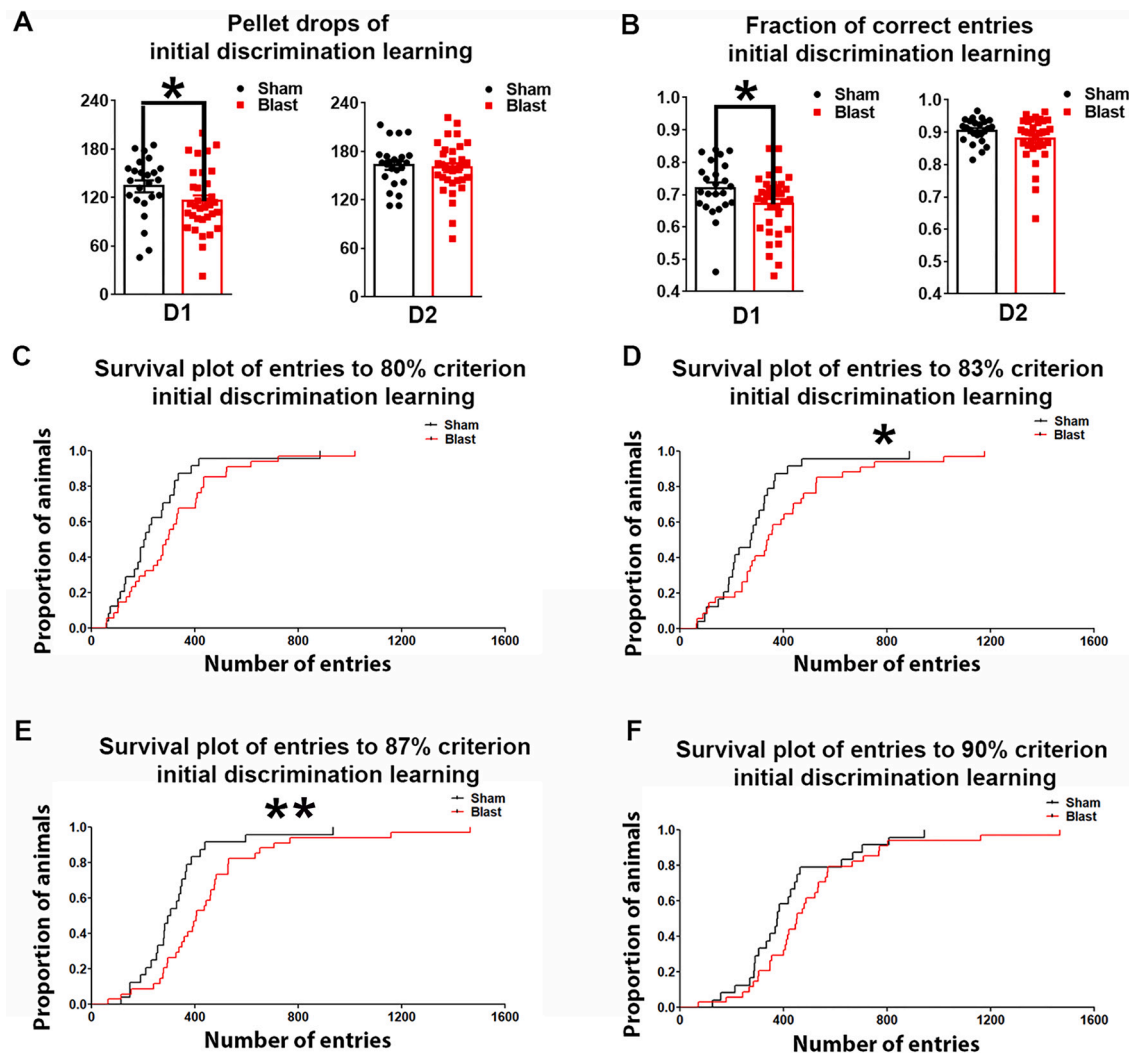 A
Pellet drops of
initial discrimination learning
*
Sham
Blast
240
180
120
60
0
D1
Sham
Blast
240
180
120
60
0
D2
B
Fraction of correct entries
initial discrimination learning
*
Sham
Blast
1.0
0.9
0.8
0.7
0.6
0.5
0.4
D1
Sham
Blast
1.0
0.9
0.8
0.7
0.6
0.5
0.4
D2
C
Survival plot of entries to 80% criterion
initial discrimination learning
Sham
Blast
Proportion of animals
1.0
0.8
0.6
0.4
0.2
0.0
0 400 800 1200 1600
Number of entries
D
Survival plot of entries to 83% criterion
initial discrimination learning
*
Sham
Blast
Proportion of animals
1.0
0.8
0.6
0.4
0.2
0.0
0 400 800 1200 1600
Number of entries
E
Survival plot of entries to 87% criterion
initial discrimination learning
**
Sham
Blast
Proportion of animals
1.0
0.8
0.6
0.4
0.2
0.0
0 400 800 1200 1600
Number of entries
F
Survival plot of entries to 90% criterion
initial discrimination learning
Sham
Blast
Proportion of animals
1.0
0.8
0.6
0.4
0.2
0.0
0 400 800 1200 1600
Number of entries